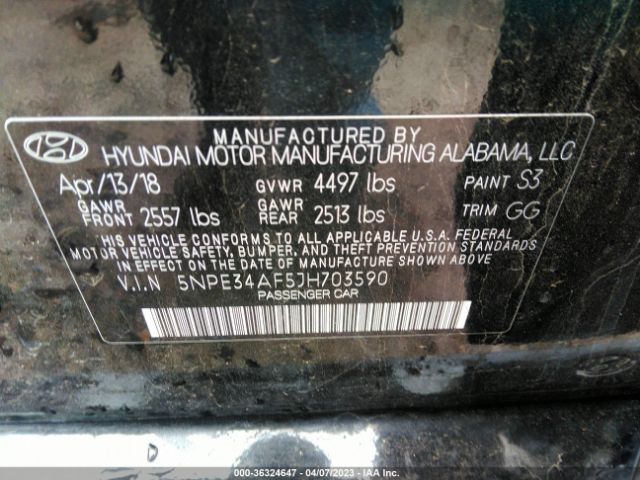 MANUFACTURED BY
HYUNDAI MOTOR MANUFACTURING ALABAMA, LLC
Apr/13/18 GVWR 4497 lbs PAINT S3
GAWR FRONT 2557 lbs GAWR REAR 2513 lbs TRIM GG
THIS VEHICLE CONFORMS TO ALL APPLICABLE U.S.A. FEDERAL
MOTOR VEHICLE SAFETY, BUMPER, AND THEFT PREVENTION
STANDARDS IN EFFECT ON THE DATE OF MANUFACTURE SHOWN ABOVE
V.I.N 5NPE34AF5JH703590
PASSENGER CAR
D
000-36324647 - 04/07/2023 - IAA Inc.